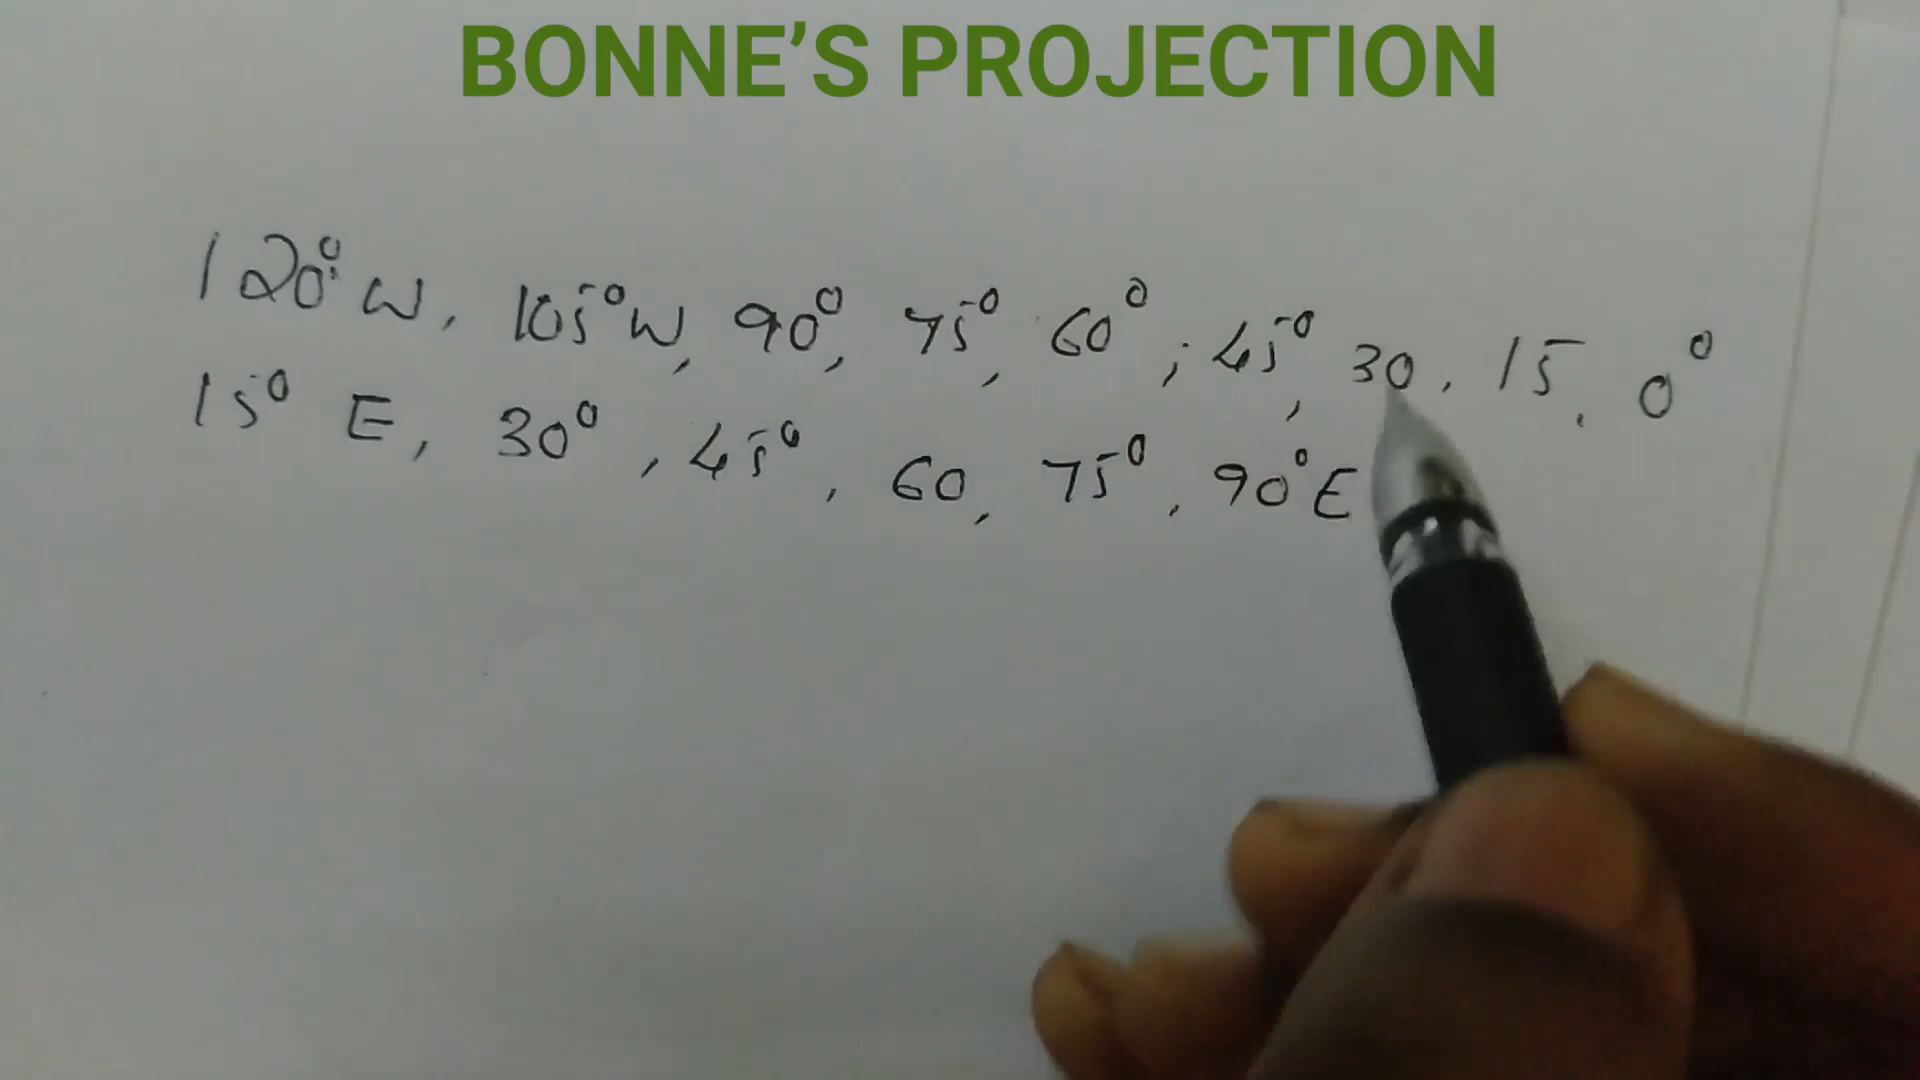 BONNE’S PROJECTION
120° W, 105° W, 90°, 75°, 60°; 45°, 30, 15, 0°
15° E, 30°, 45°, 60, 75°, 90° E